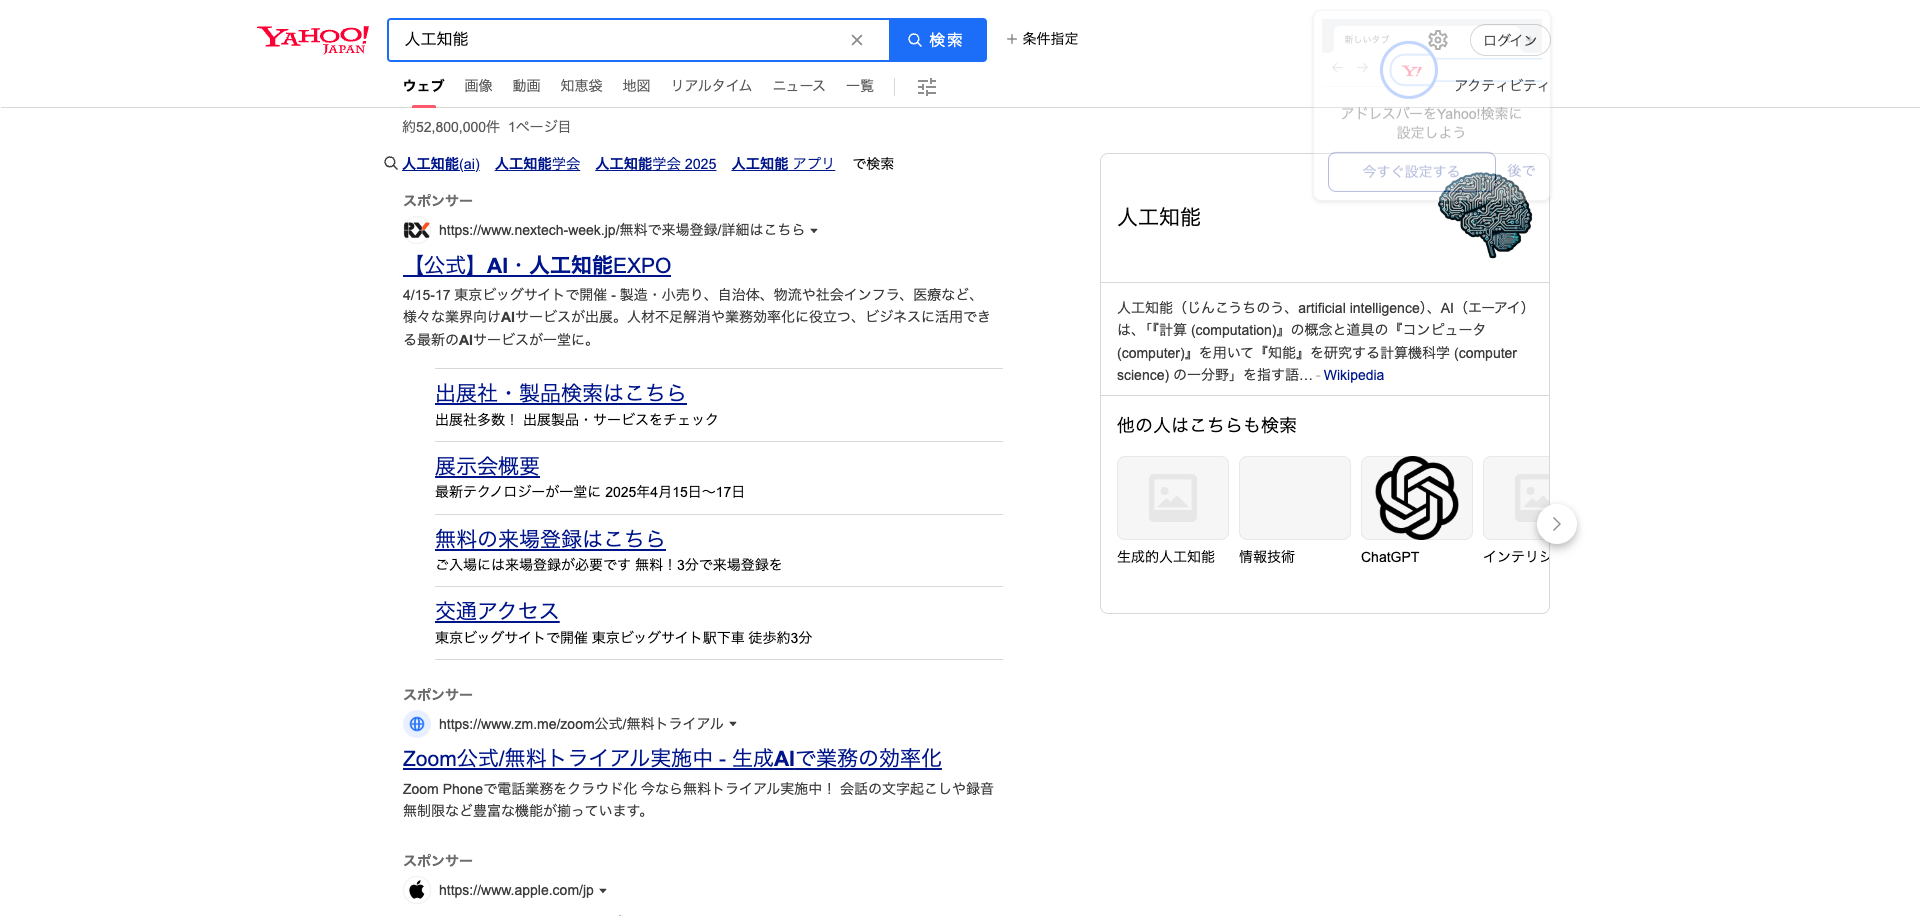 YAHOO! JAPAN
人工知能
検索
条件指定
ログイン
ウェブ 画像 動画 知恵袋 地図 リアルタイム ニュース 一覧
アクティビティ
新しいタブ
Y!
アドレスバーをYahoo!検索に
設定しよう
今すぐ設定する 後で
約52,800,000件 1ページ目
人工知能(ai) 人工知能学会 人工知能学会 2025 人工知能 アプリ で検索
スポンサー
RX
https://www.nextech-week.jp/無料で来場登録/詳細はこちら
【公式】AI・人工知能EXPO
4/15-17 東京ビッグサイトで開催 - 製造・小売り、自治体、物流や社会インフラ、医療など、
様々な業界向けAIサービスが出展。人材不足解消や業務効率化に役立つ、ビジネスに活用でき
る最新のAIサービスが一堂に。
出展社・製品検索はこちら
出展社多数！ 出展製品・サービスをチェック
展示会概要
最新テクノロジーが一堂に 2025年4月15日～17日
無料の来場登録はこちら
ご入場には来場登録が必要です 無料！3分で来場登録を
交通アクセス
東京ビッグサイトで開催 東京ビッグサイト駅下車 徒歩約3分
スポンサー
https://www.zm.me/zoom公式/無料トライアル
Zoom公式/無料トライアル実施中 - 生成AIで業務の効率化
Zoom Phoneで電話業務をクラウド化 今なら無料トライアル実施中！ 会話の文字起こしや録音
無制限など豊富な機能が揃っています。
スポンサー
https://www.apple.com/jp
人工知能
人工知能（じんこうちのう、artificial intelligence）、AI（エーアイ）
は、「『計算 (computation)』の概念と道具の『コンピュータ
(computer)』を用いて『知能』を研究する計算機科学 (computer
science) の一分野」を指す語… - Wikipedia
他の人はこちらも検索
生成的人工知能 情報技術 ChatGPT インテリジ